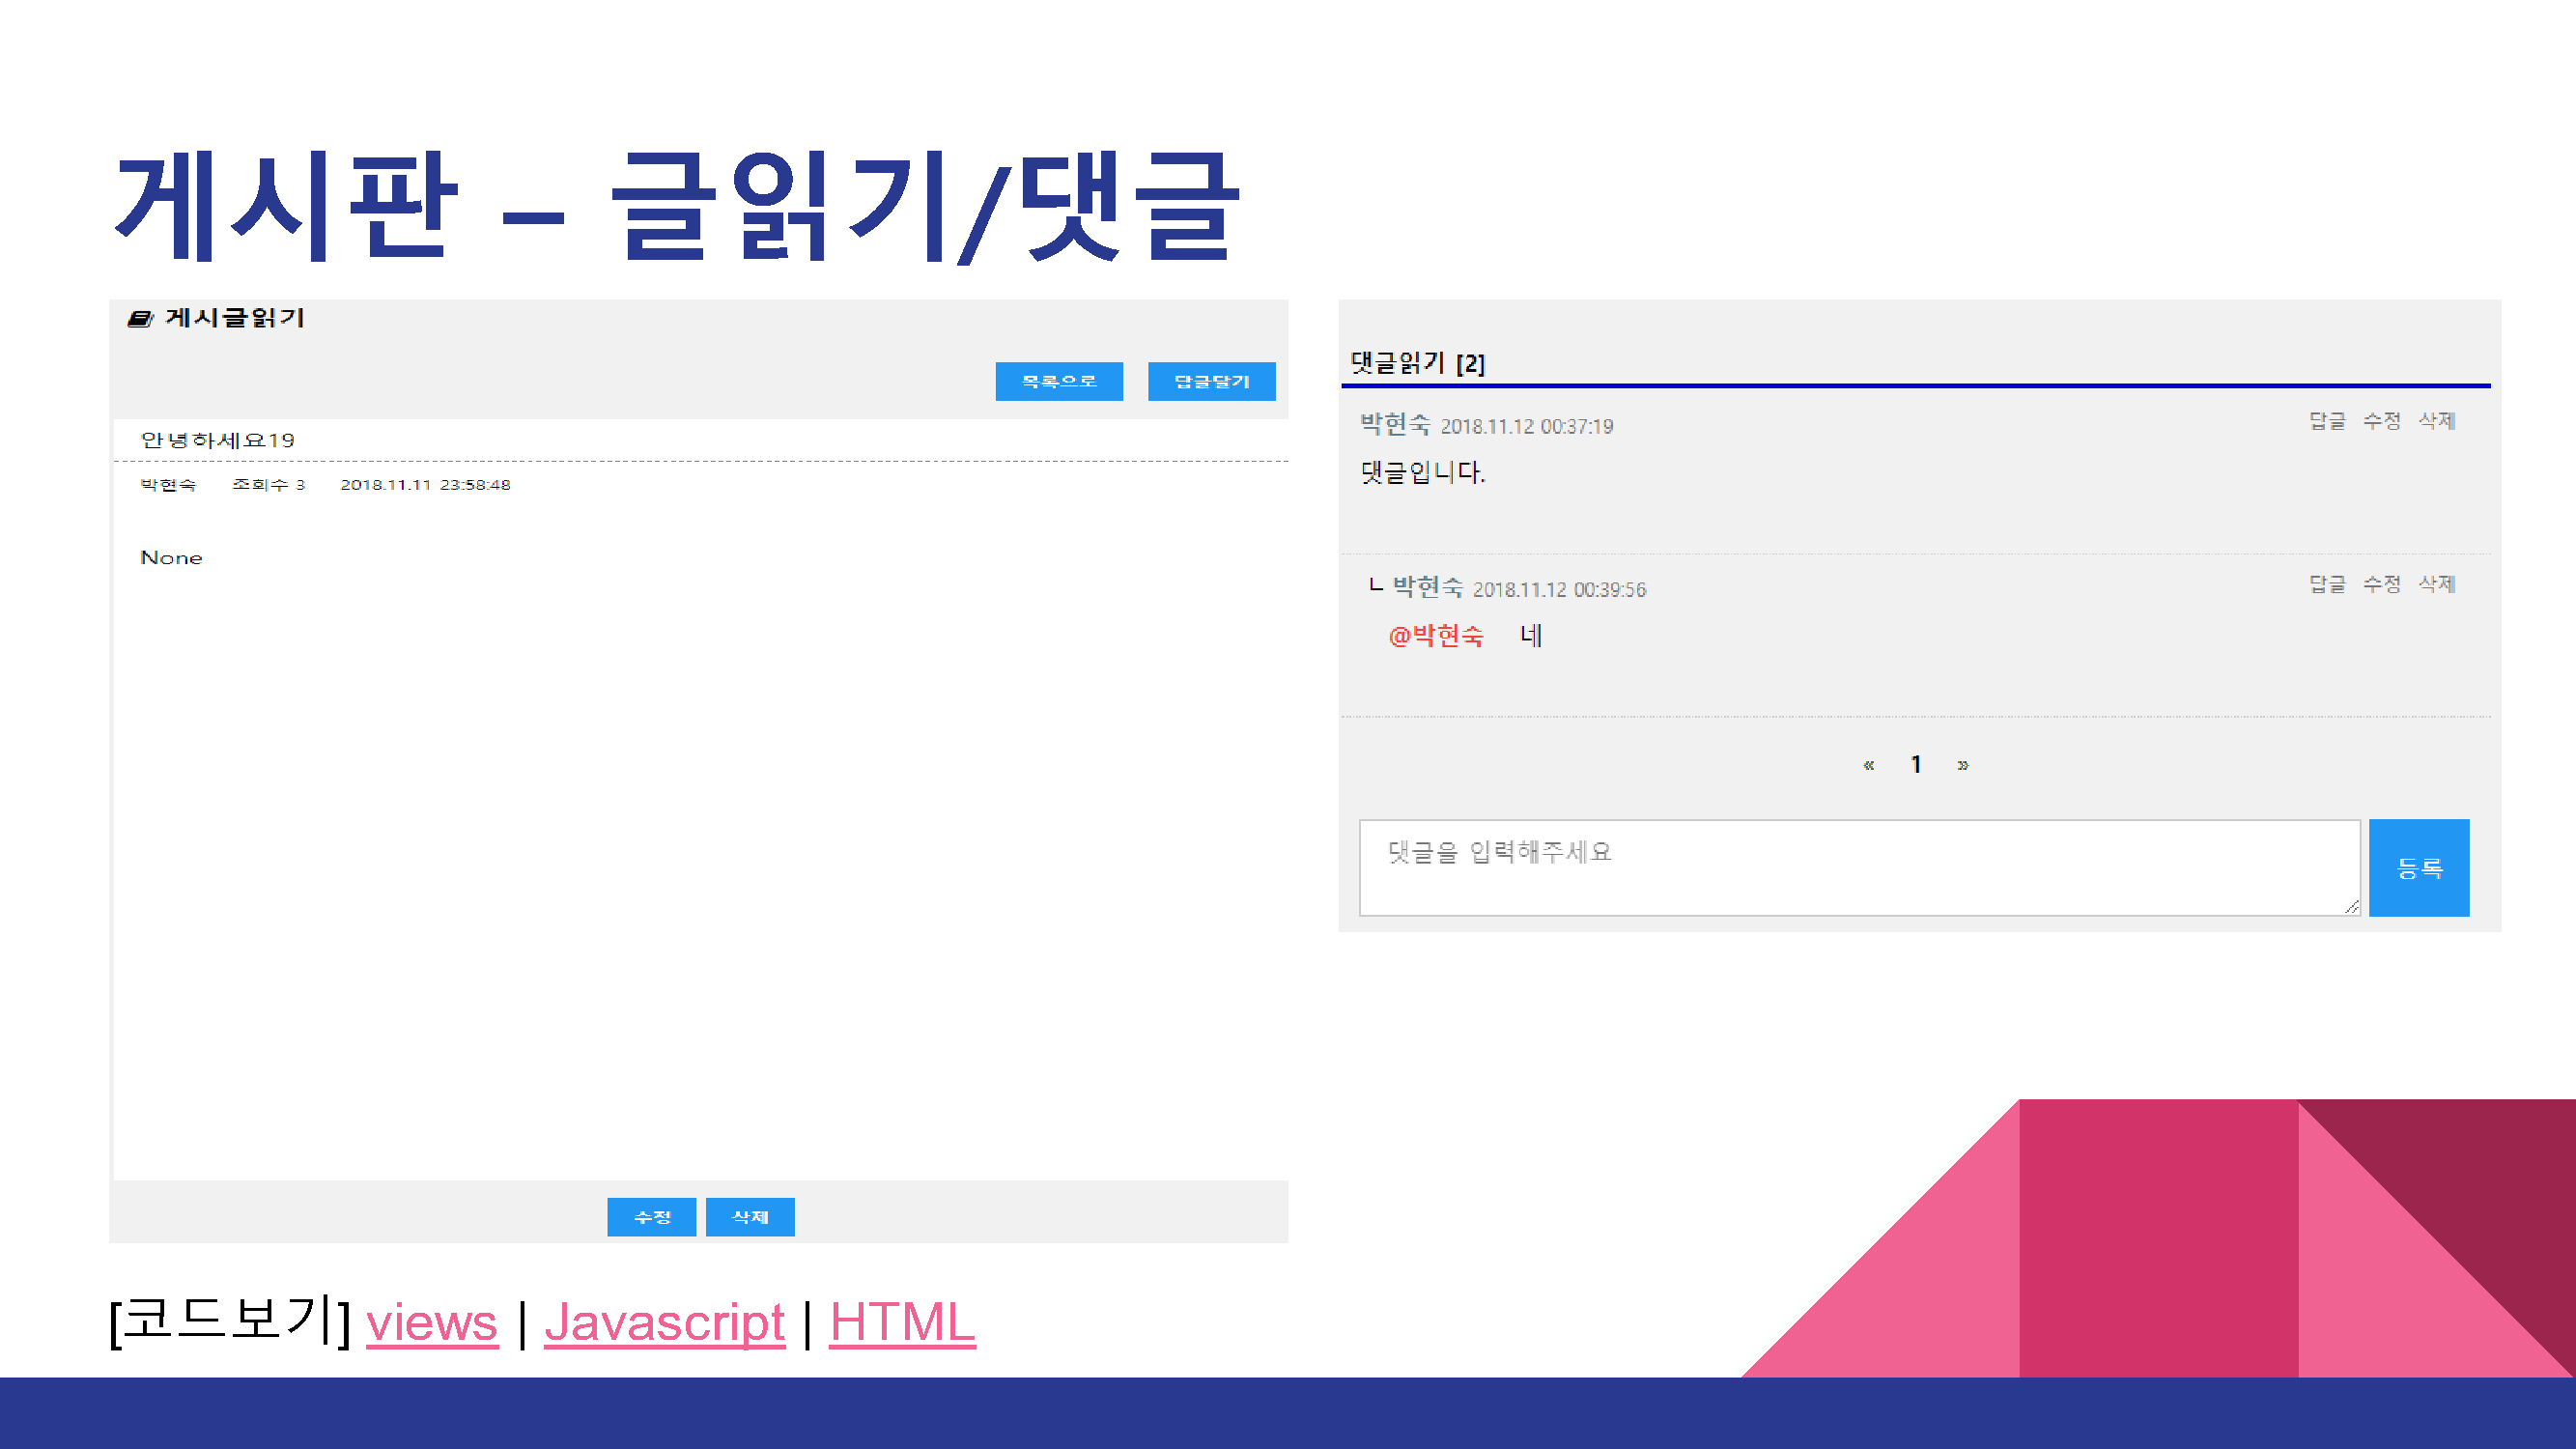 게시판 – 글읽기/댓글
게시글읽기
목록으로 답글달기
안녕하세요19
박현숙 조회수 3 2018.11.11 23:58:48
None
수정 삭제
댓글읽기 [2]
박현숙 2018.11.12 00:37:19 답글 수정 삭제
댓글입니다.
ㄴ 박현숙 2018.11.12 00:39:56 답글 수정 삭제
@박현숙 네
« 1 »
댓글을 입력해주세요
등록
[코드보기] views | Javascript | HTML